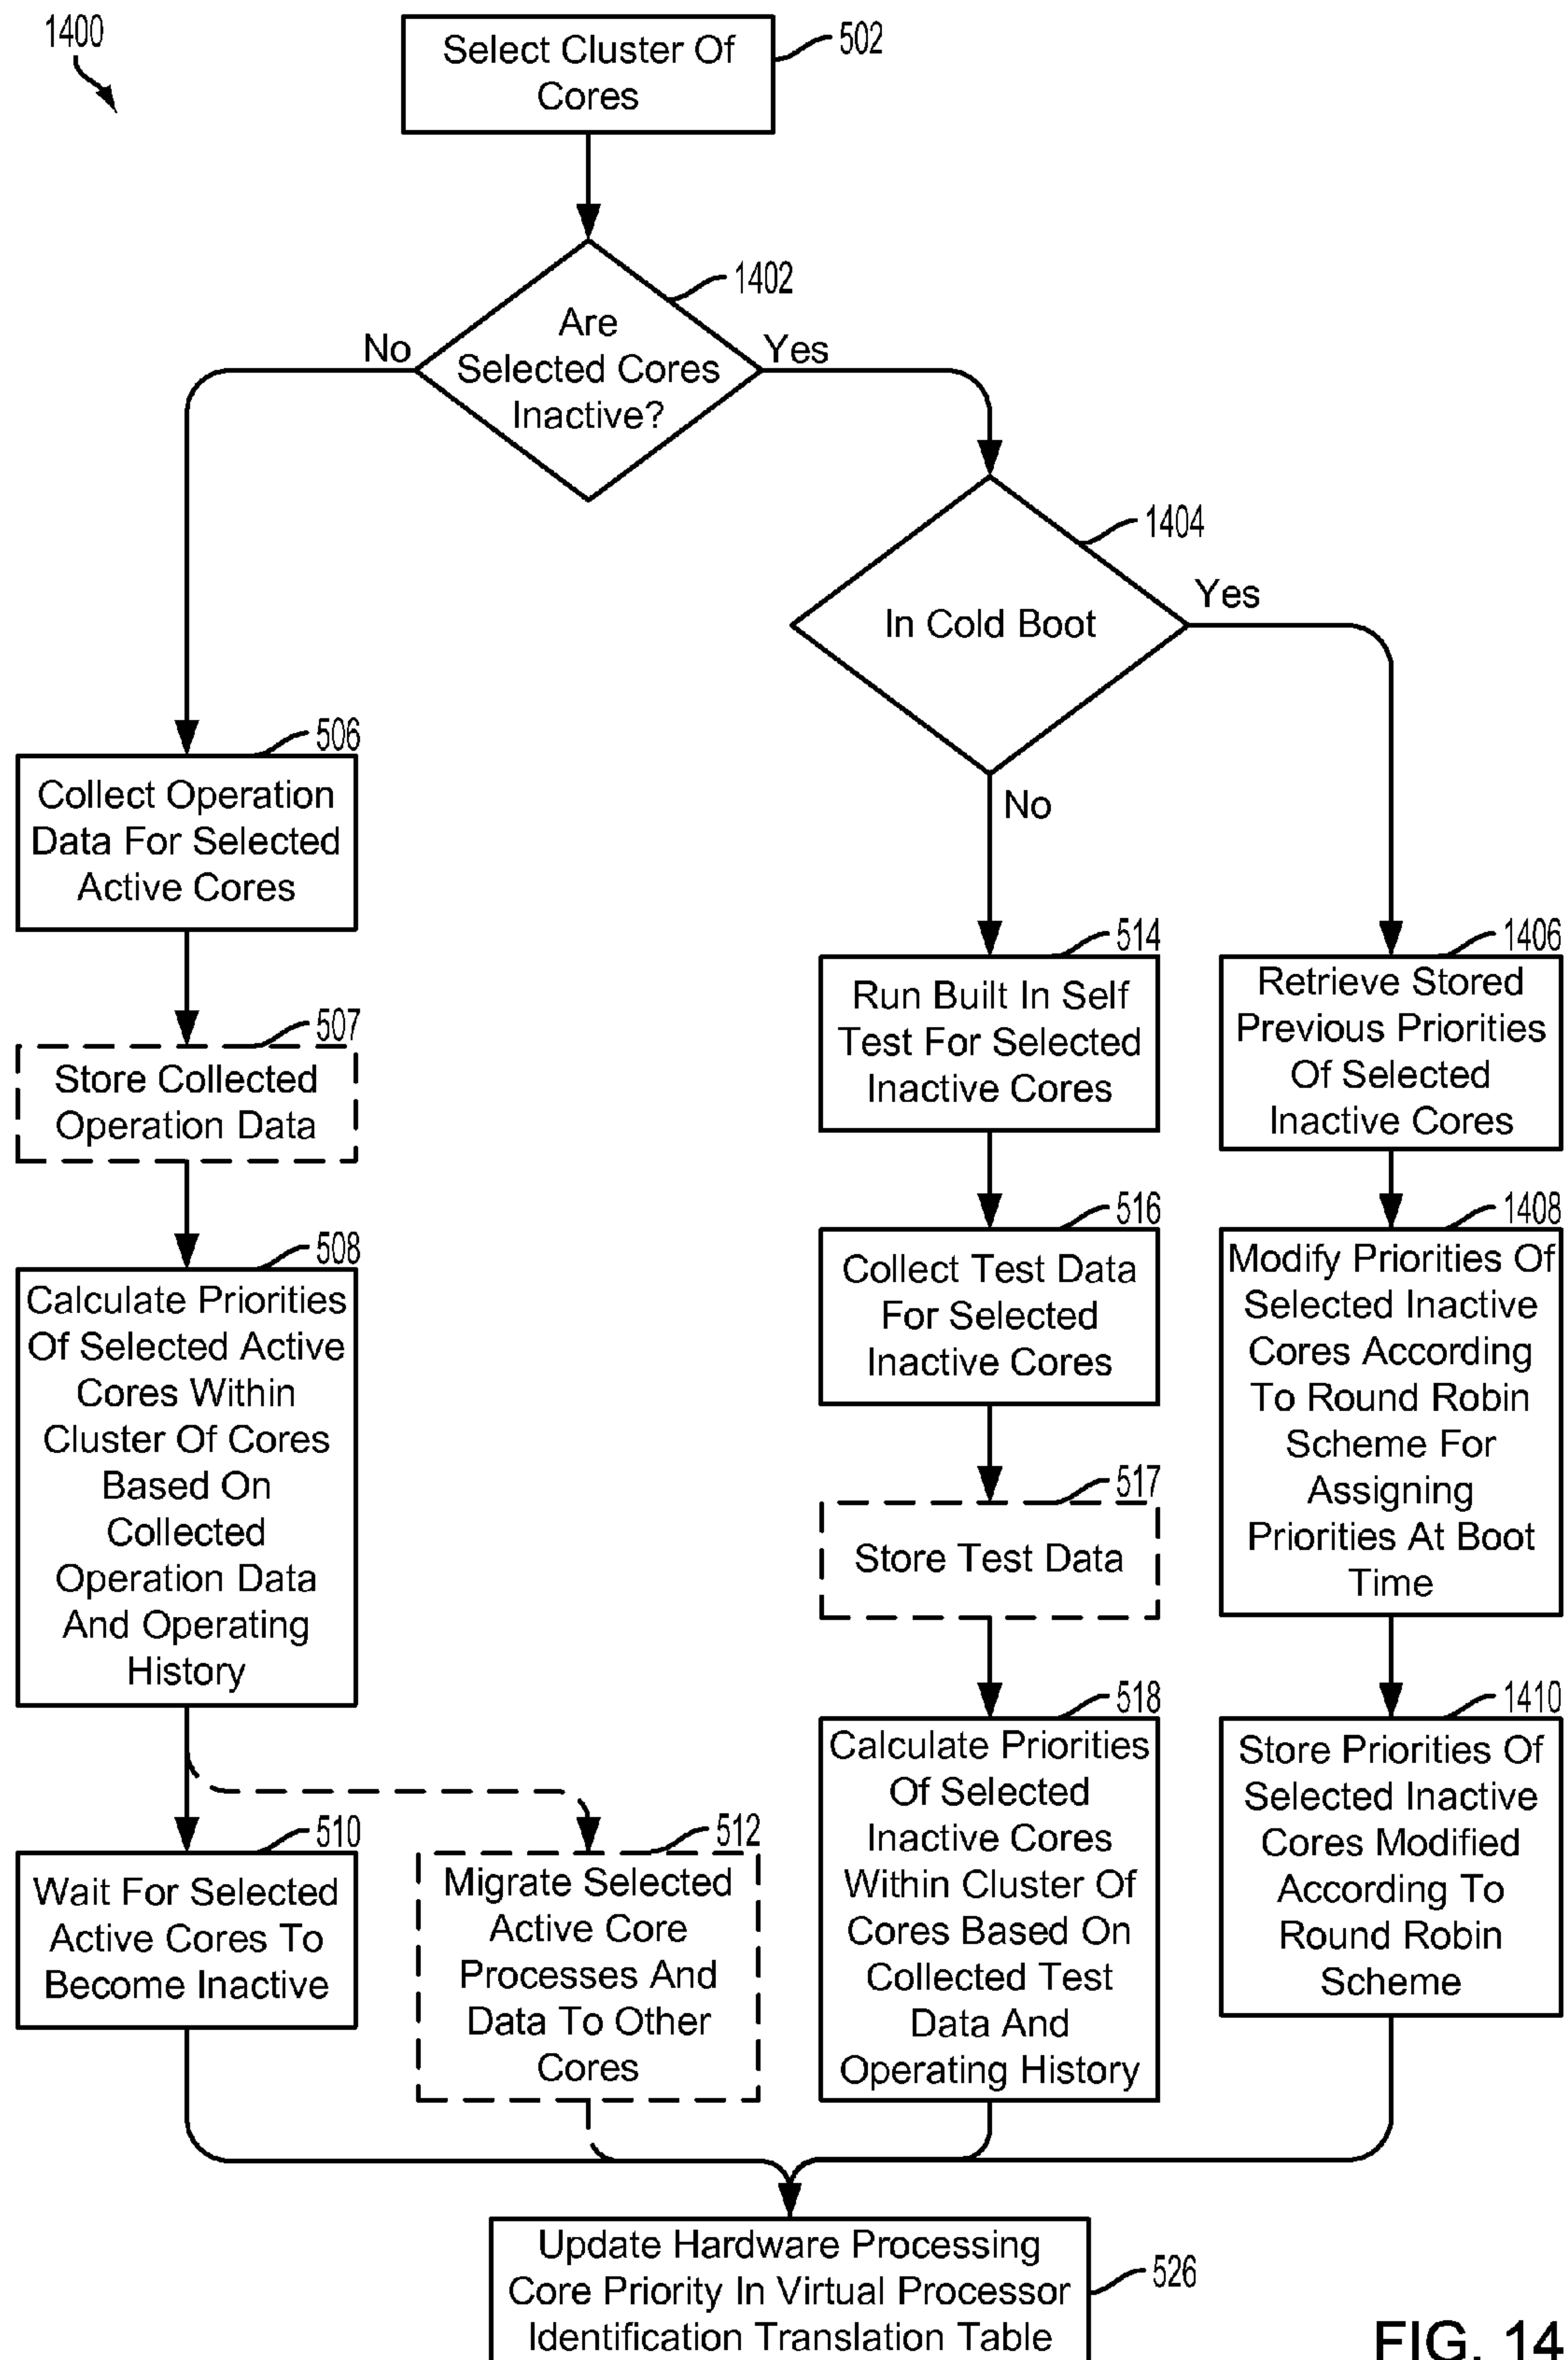 1400
Select Cluster Of
Cores
502
1402
Are
Selected Cores
Inactive?
No
Yes
1404
In Cold Boot
Yes
No
506
Collect Operation
Data For Selected
Active Cores
507
Store Collected
Operation Data
508
Calculate Priorities
Of Selected Active
Cores Within
Cluster Of Cores
Based On
Collected
Operation Data
And Operating
History
510
Wait For Selected
Active Cores To
Become Inactive
512
Migrate Selected
Active Core
Processes And
Data To Other
Cores
514
Run Built In Self
Test For Selected
Inactive Cores
516
Collect Test Data
For Selected
Inactive Cores
517
Store Test Data
518
Calculate Priorities
Of Selected
Inactive Cores
Within Cluster Of
Cores Based On
Collected Test
Data And
Operating History
1406
Retrieve Stored
Previous Priorities
Of Selected
Inactive Cores
1408
Modify Priorities Of
Selected Inactive
Cores According
To Round Robin
Scheme For
Assigning
Priorities At Boot
Time
1410
Store Priorities Of
Selected Inactive
Cores Modified
According To
Round Robin
Scheme
Update Hardware Processing
Core Priority In Virtual Processor
Identification Translation Table
526
FIG. 14